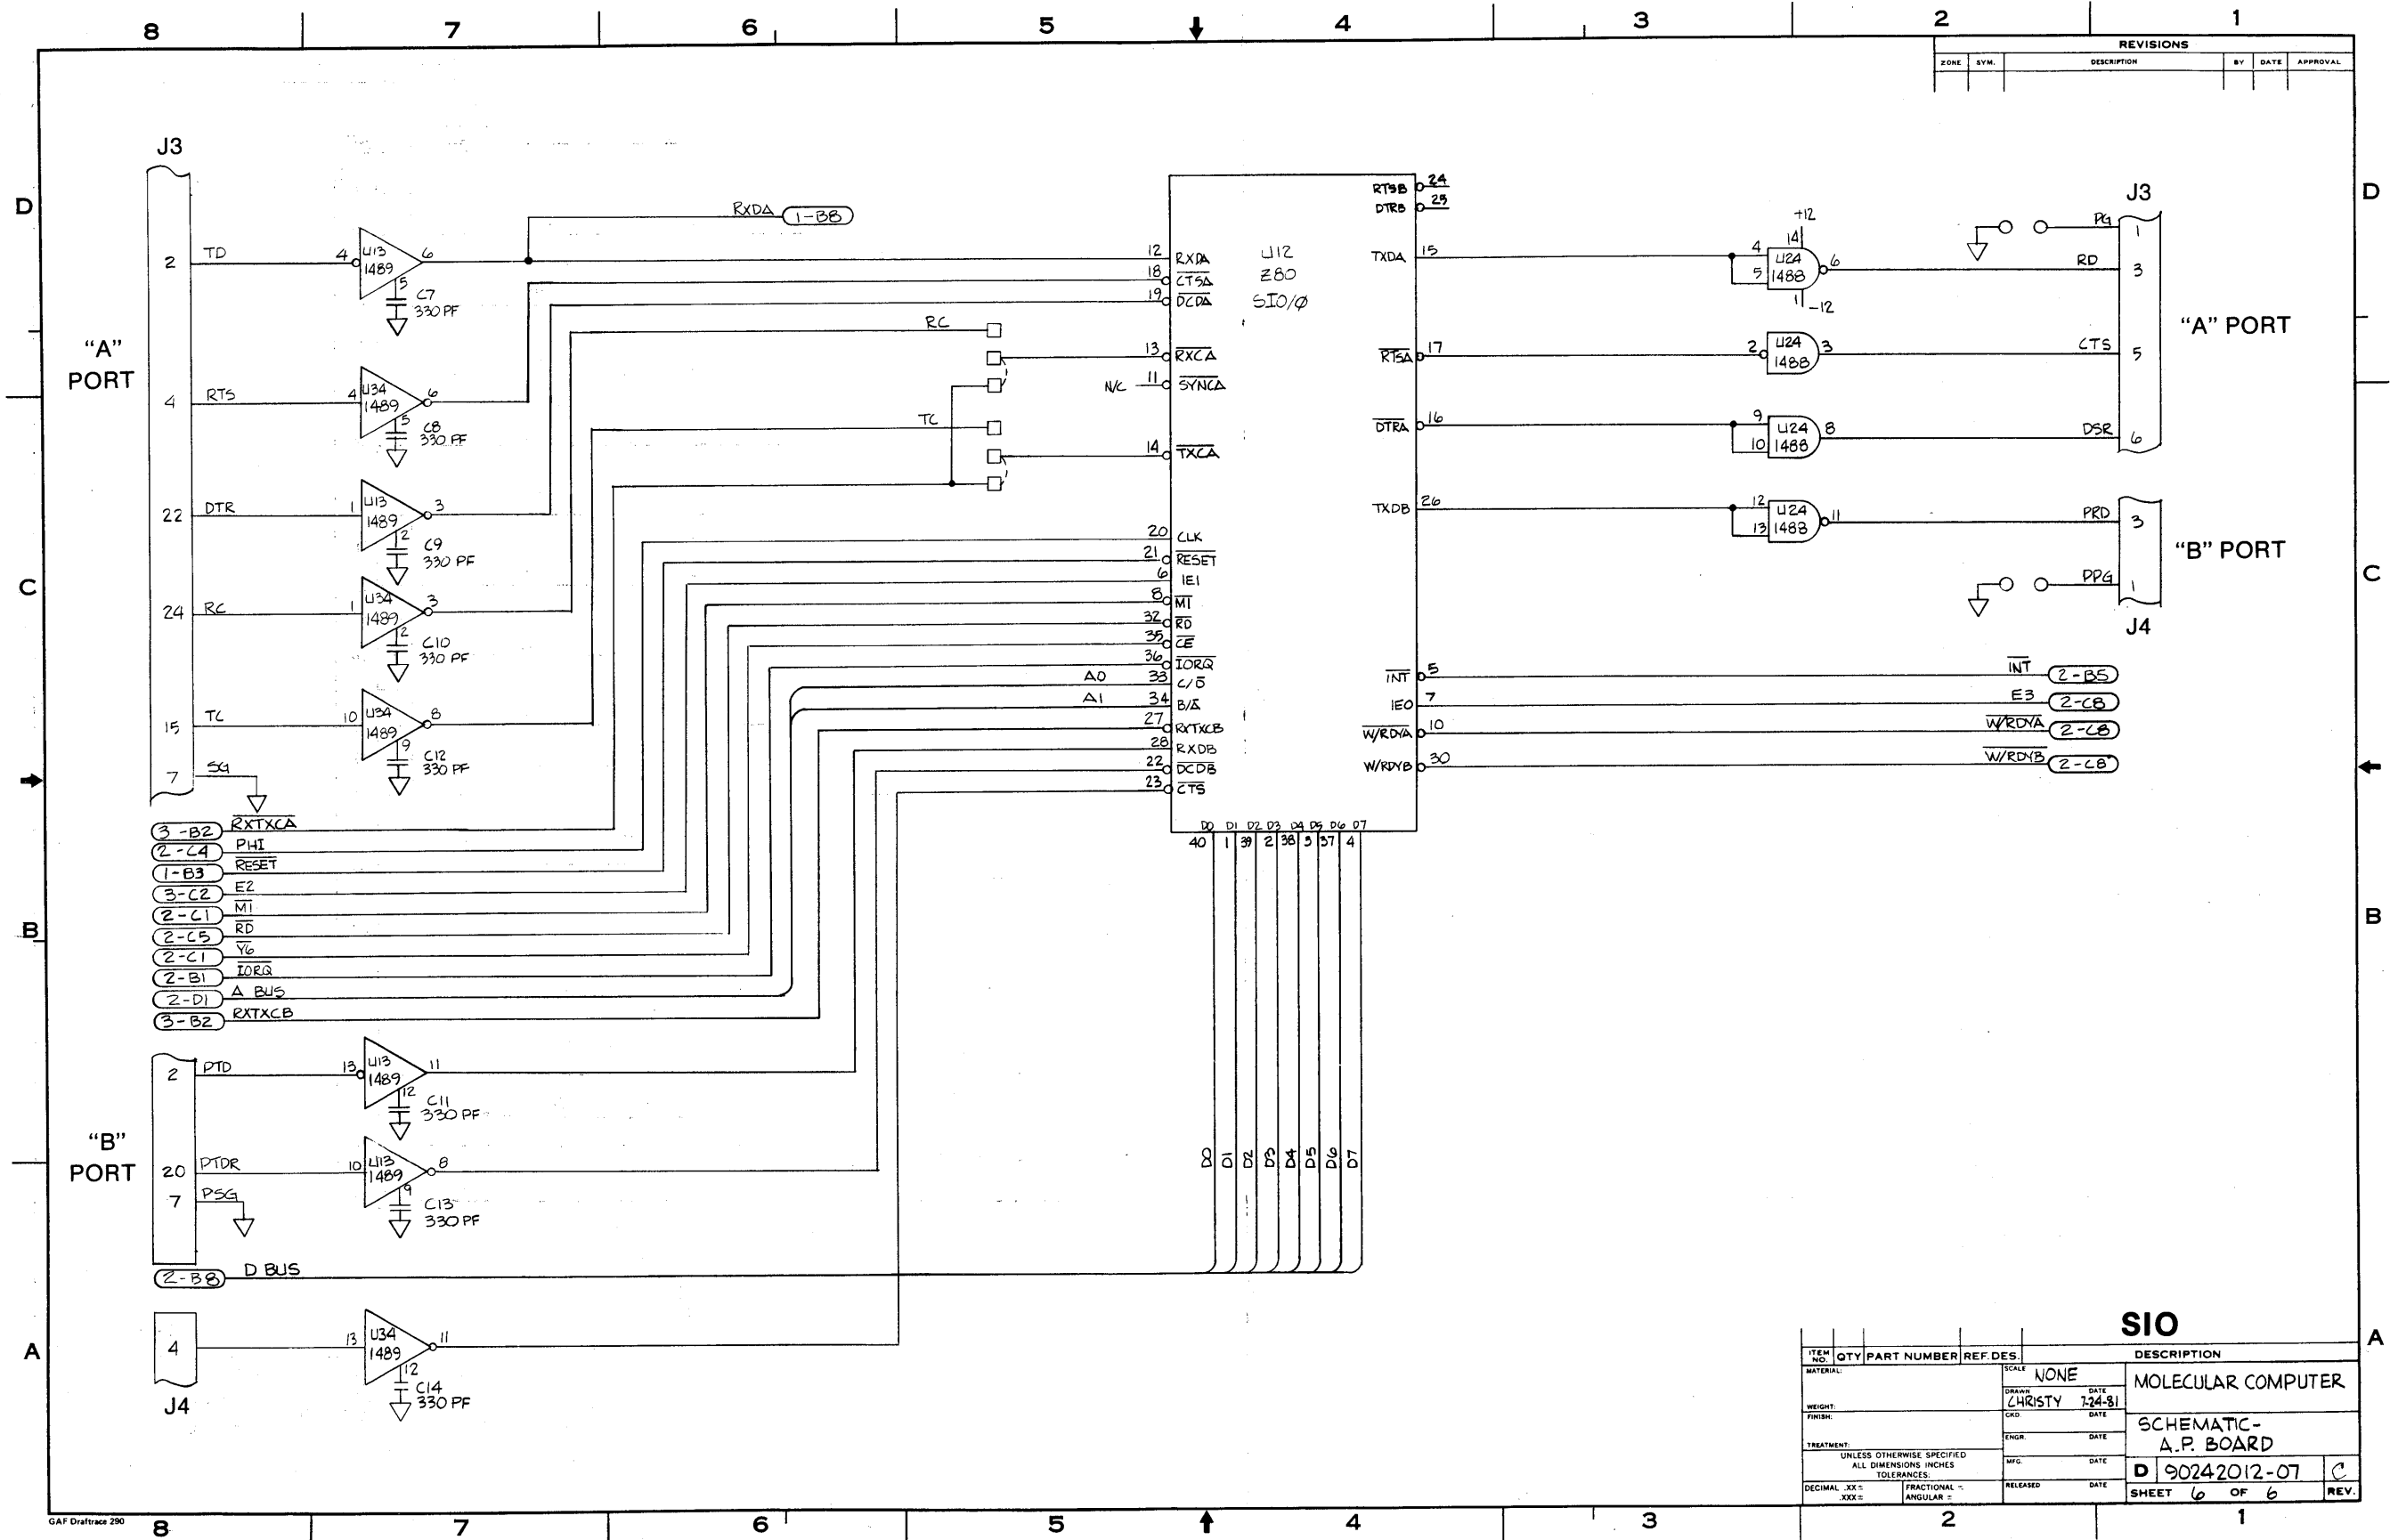 8 7 6 5 4 3 2 1
REVISIONS
ZONE SYM. DESCRIPTION BY DATE APPROVAL
D
C
B
A
J3
"A"
PORT
2 TD
4 U13 6
1489
5
C7
330 PF
RXDA 1-B8
4 RTS
4 U34 6
1489
5
C8
330 PF
22 DTR
1 U13 3
1489
2
C9
330 PF
24 RC
1 U34 3
1489
2
C10
330 PF
15 TC
10 U34 8
1489
9
C12
330 PF
7 SG
RC
TC
N/C
3-B2 RXTXCA
2-C4 PHI
1-B3 RESET
3-C2 E2
2-C1 M1
2-C5 RD
2-C1 Y6
2-B1 IORQ
2-D1 A BUS
3-B2 RXTXCB
"B"
PORT
2 PTD
13 U13 11
1489
12
C11
330 PF
20 PTDR
10 U13 8
1489
9
C13
330 PF
7 PSG
2-B8 D BUS
4
13 U34 11
1489
12
C14
330 PF
J4
U12
Z80
SIO/Ø
12 RXDA
18 CTSA
19 DCDA
13 RXCA
11 SYNCA
14 TXCA
20 CLK
21 RESET
6 IEI
8 M1
32 RD
35 CE
36 IORQ
A0 33 C/D
A1 34 B/A
27 RXTXCB
28 RXDB
22 DCDB
23 CTS
D0 D1 D2 D3 D4 D5 D6 D7
40 1 39 2 38 3 37 4
D0 D1 D2 D3 D4 D5 D6 D7
RTSB 24
DTRB 25
TXDA 15
RTSA 17
DTRA 16
TXDB 26
INT 5
IEO 7
W/RDYA 10
W/RDYB 30
+12
14
4 U24 6
5 1488
1 -12
2 U24 3
1488
9 U24 8
10 1488
12 U24 11
13 1488
J3
PG 1
RD 3
CTS 5
DSR 6
"A" PORT
PRD 3
PPG 1
"B" PORT
J4
INT 2-B5
E3 2-C8
W/RDYA 2-C8
W/RDYB 2-C8
D
C
B
A
SIO
ITEM NO. QTY PART NUMBER REF. DES. DESCRIPTION
MATERIAL:
WEIGHT:
FINISH:
TREATMENT:
UNLESS OTHERWISE SPECIFIED
ALL DIMENSIONS INCHES
TOLERANCES:
DECIMAL .XX =
.XXX =
FRACTIONAL =
ANGULAR =
SCALE NONE
DRAWN DATE
CHRISTY 7-24-81
CKD. DATE
ENGR. DATE
MFG. DATE
RELEASED DATE
MOLECULAR COMPUTER
SCHEMATIC-
A.P. BOARD
D 90242012-07 C
SHEET 6 OF 6 REV.
GAF Draftrace 290
8 7 6 5 4 3 2 1